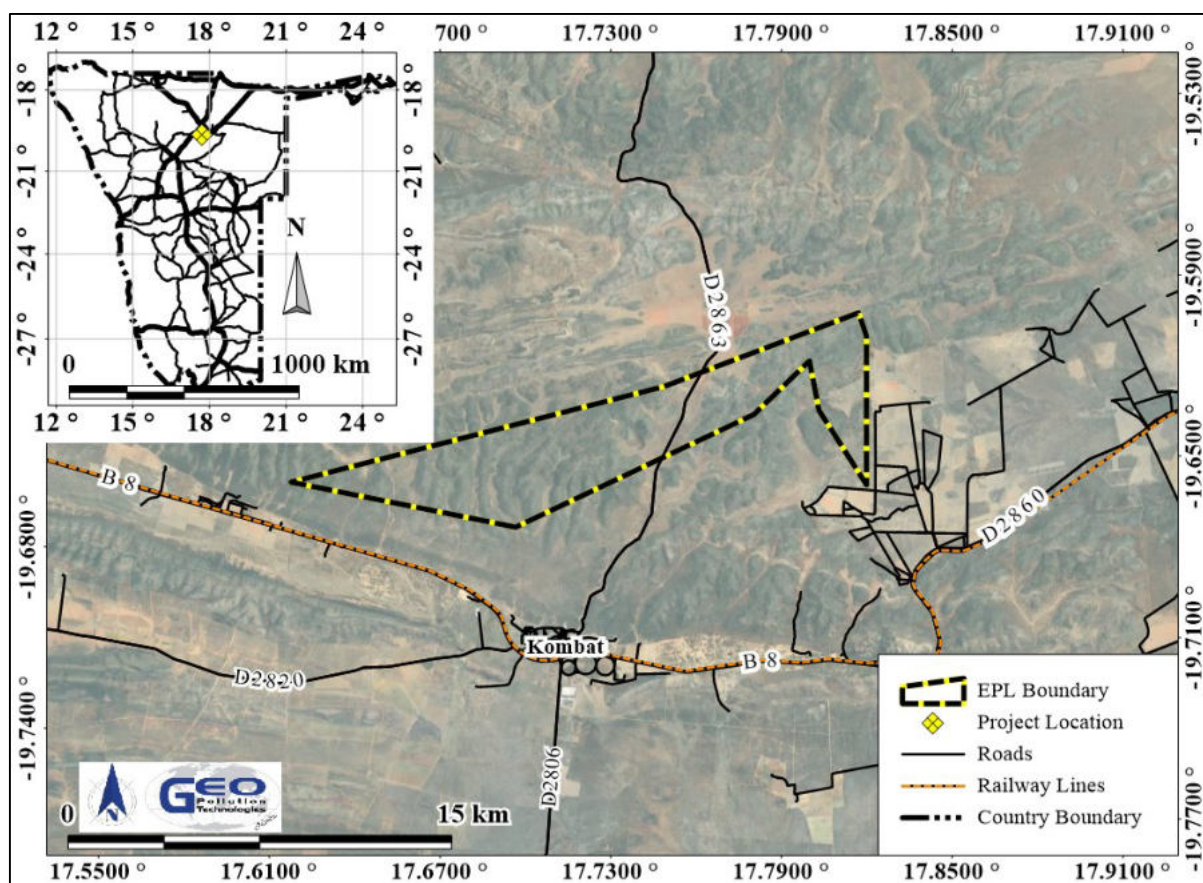 12 ° 15 ° 18 ° 21 ° 24 °
700 ° 17.7300 ° 17.7900 ° 17.8500 ° 17.9100 °
-18°
-21°
-24°
-27°
N
0 1000 km
12 ° 15 ° 18 ° 21 ° 24 °
-18°
-21°
-24°
-27°
-19.5300 °
-19.5900 °
-19.6500 °
-19.7100 °
-19.7700 °
D2863
B 8
D2860
-19.6800 °
-19.7400 °
Kombat
B 8
D2820
D2806
EPL Boundary
Project Location
Roads
Railway Lines
Country Boundary
N
GEO
Pollution
Technologies
0 15 km
17.5500 ° 17.6100 ° 17.6700 ° 17.7300 ° 17.7900 ° 17.8500 ° 17.9100 °